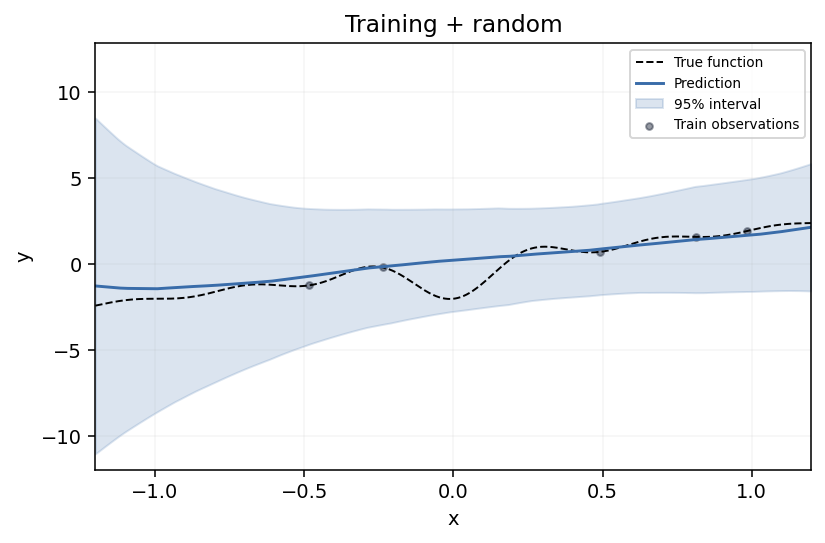 Training + random
True function
Prediction
95% interval
Train observations
10
5
0
−5
−10
y
−1.0
−0.5
0.0
0.5
1.0
x